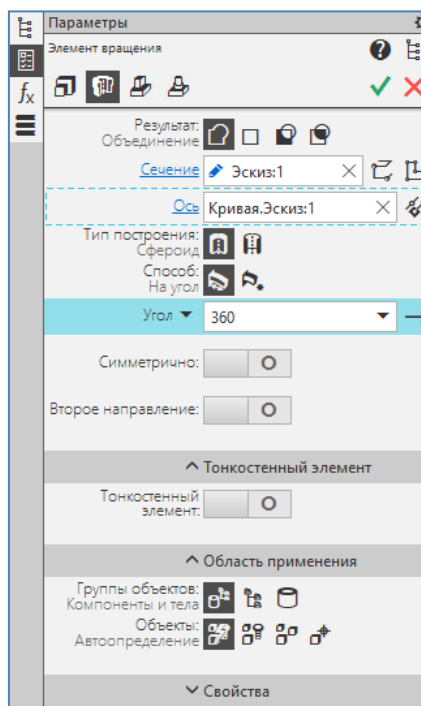 Параметры
Элемент вращения
Результат:
Объединение
Сечение
Эскиз:1
Ось
Кривая.Эскиз:1
Тип построения:
Сфероид
Способ:
На угол
Угол
360
Симметрично:
Второе направление:
Тонкостенный элемент
Тонкостенный
элемент:
Область применения
Группы объектов:
Компоненты и тела
Объекты:
Автоопределение
Свойства